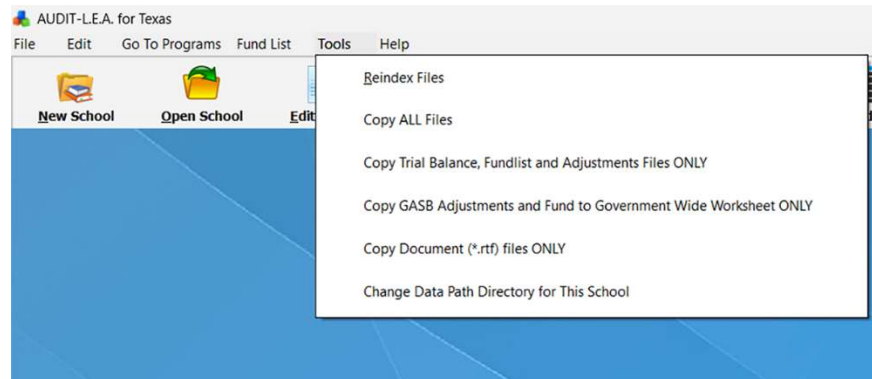 AUDIT-L.E.A. for Texas
File Edit Go To Programs Fund List Tools Help
New School Open School Edit
Reindex Files
Copy ALL Files
Copy Trial Balance, Fundlist and Adjustments Files ONLY
Copy GASB Adjustments and Fund to Government Wide Worksheet ONLY
Copy Document (*.rtf) files ONLY
Change Data Path Directory for This School